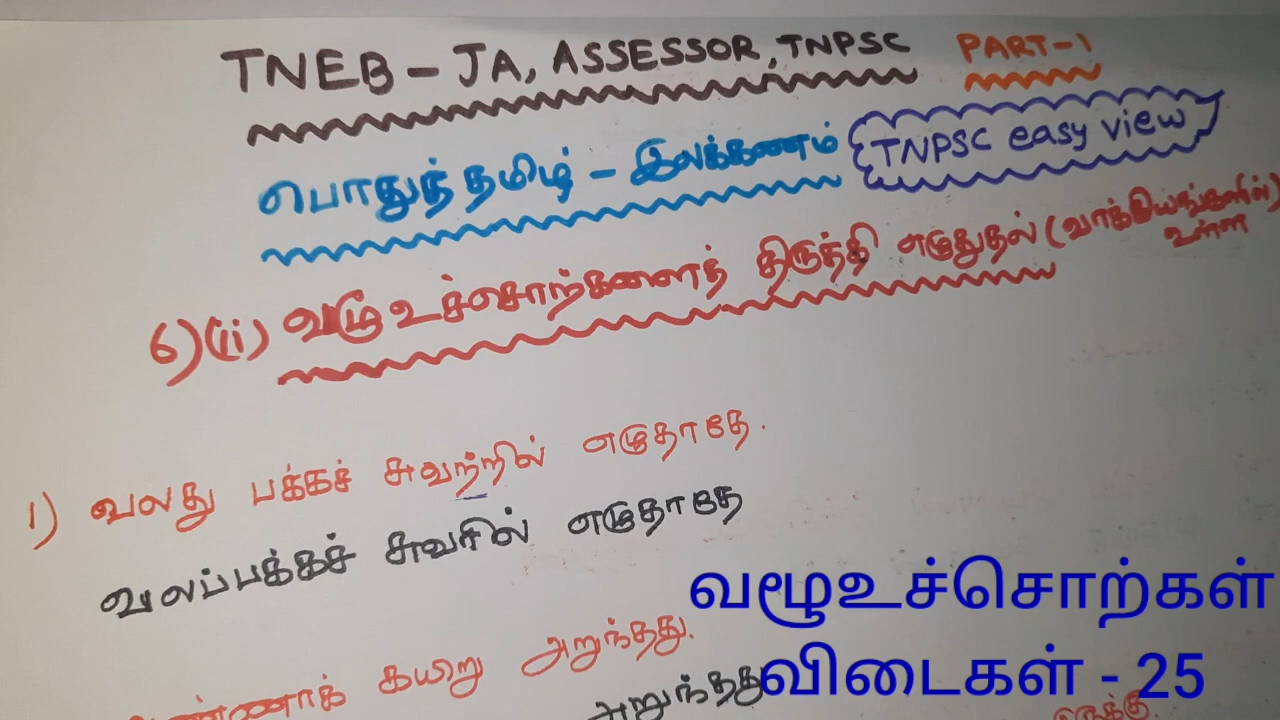 TNEB - JA, ASSESSOR, TNPSC PART-1
பொதுத்தமிழ் - இலக்கணம் TNPSC easy view
6)(ii) வழூஉச்சொற்களைத் திருத்தி எழுதுதல் (வாக்கியங்களில்) உள்ள
1) வலது பக்கச் சுவற்றில் எழுதாதே.
வலப்பக்கச் சுவரில் எழுதாதே
கயிறு அறுந்தது.
அறுந்தது
வழூஉச்சொற்கள்
விடைகள் - 25